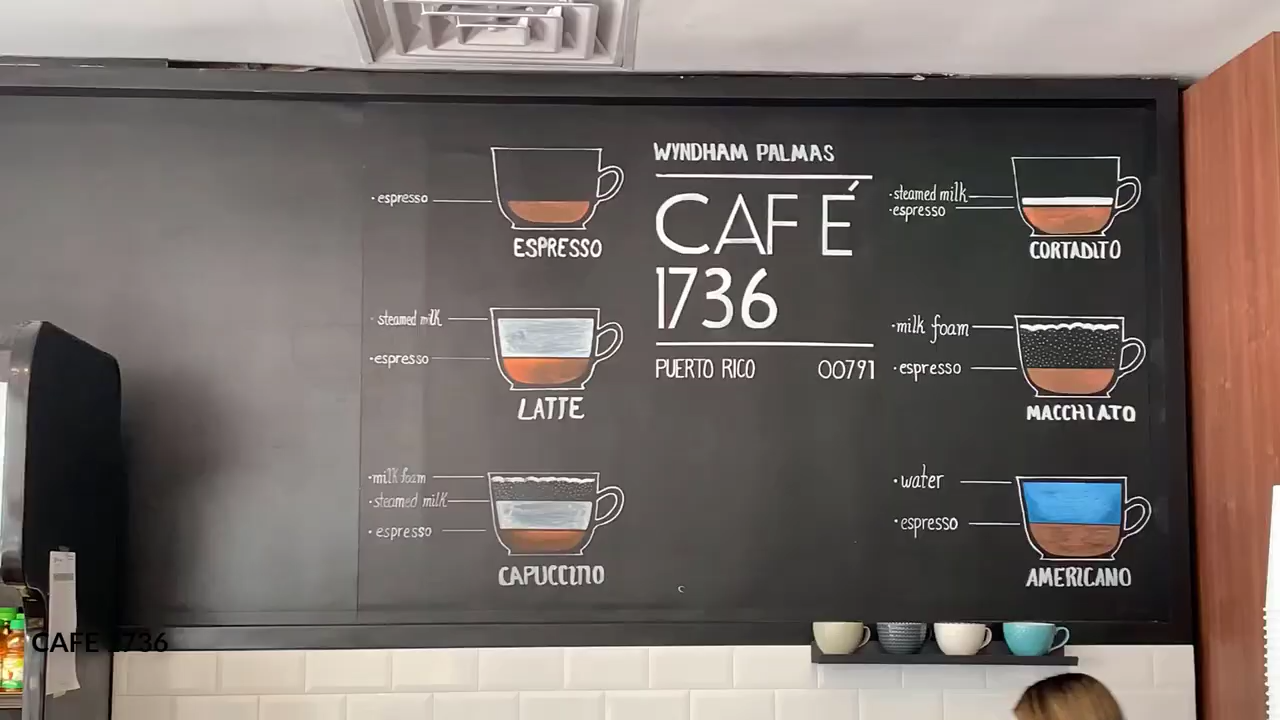 WYNDHAM PALMAS
CAFÉ
1736
PUERTO RICO 00791
· espresso
ESPRESSO
· steamed milk
· espresso
LATTE
· milk foam
· steamed milk
· espresso
CAPUCCINO
· steamed milk
· espresso
CORTADITO
· milk foam
· espresso
MACCHIATO
· water
· espresso
AMERICANO
CAFE 1736